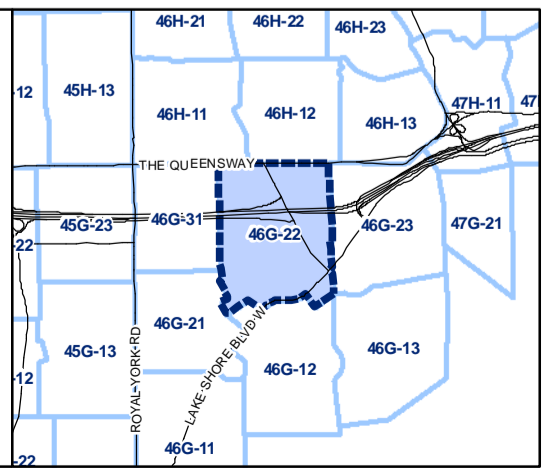 46H-21
46H-22
46H-23
-12
45H-13
46H-11
46H-12
46H-13
47H-11
47
THE QUEENSWAY
45G-23
46G-31
46G-22
46G-23
47G-21
-22
45G-13
46G-21
46G-12
46G-13
-12
ROYAL YORK RD
LAKE SHORE BLVD W
46G-11
-22